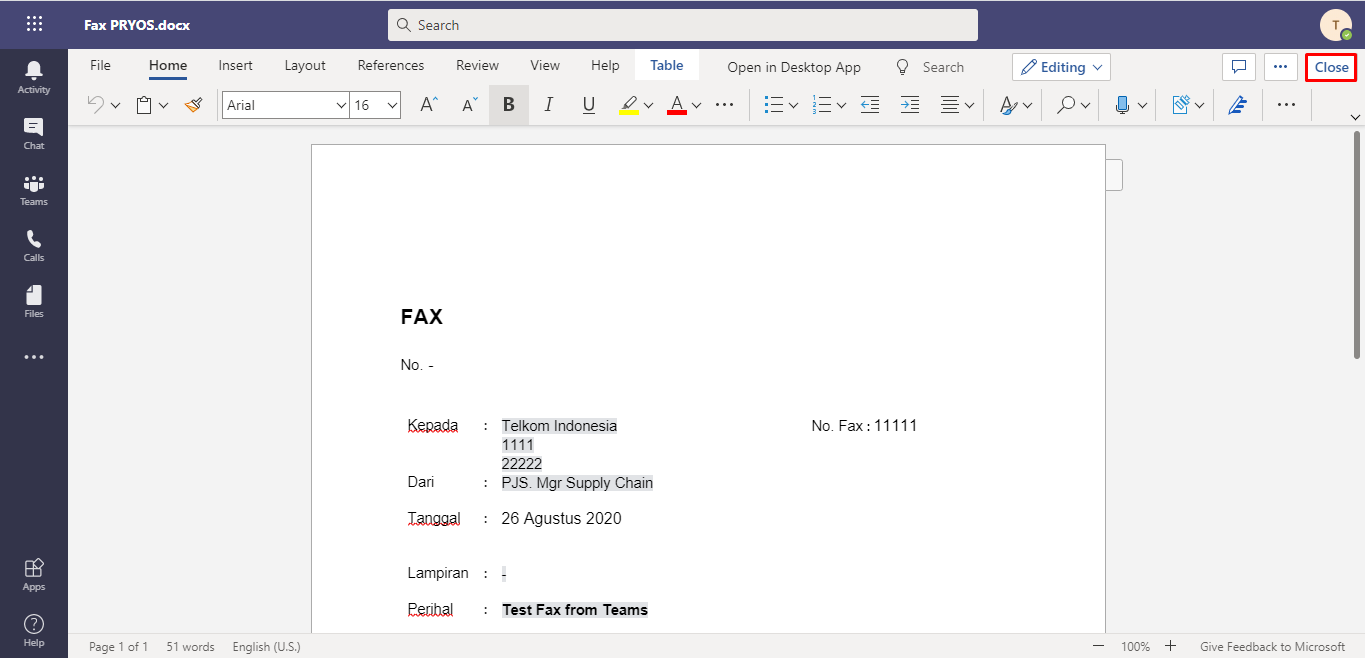 Fax PRYOS.docx
Search
T
Activity
Chat
Teams
Calls
Files
Apps
Help
File Home Insert Layout References Review View Help Table Open in Desktop App Search Editing Close
Arial 16 A A B I U A
FAX
No. -
Kepada : Telkom Indonesia No. Fax : 11111
1111
22222
Dari : PJS. Mgr Supply Chain
Tanggal : 26 Agustus 2020
Lampiran : -
Perihal : Test Fax from Teams
Page 1 of 1 51 words English (U.S.) 100% Give Feedback to Microsoft